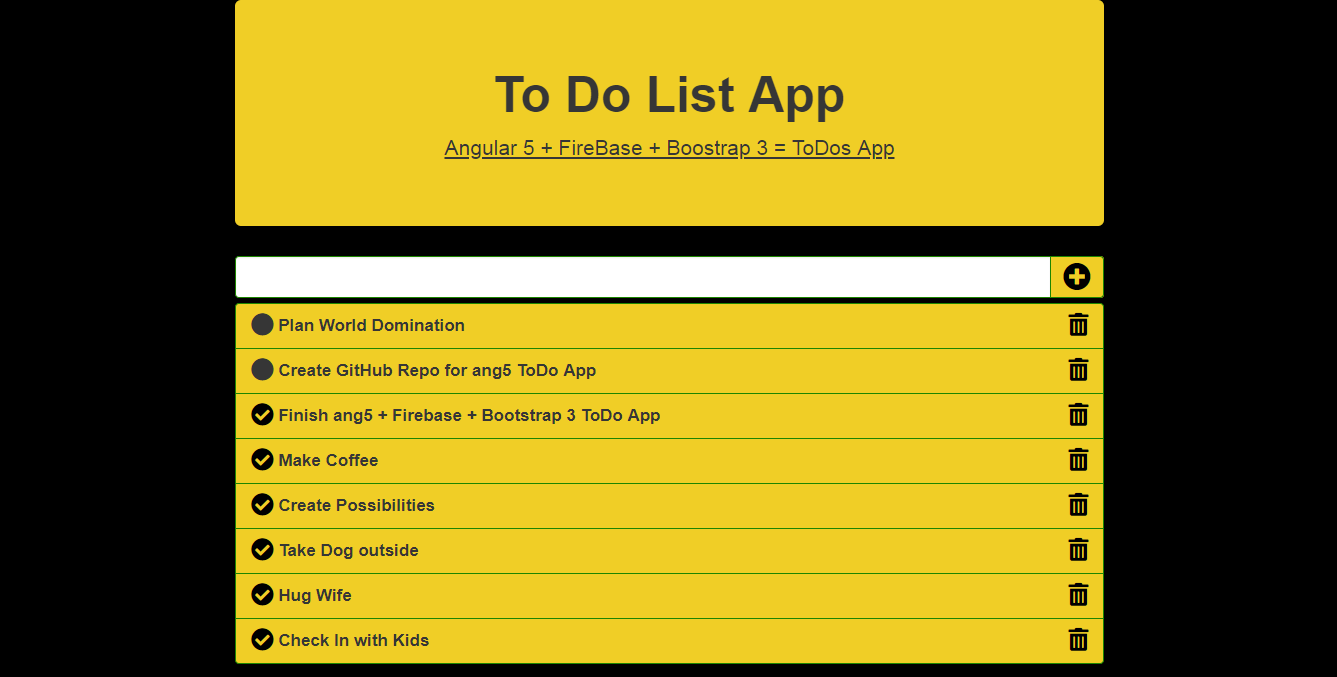 To Do List App
Angular 5 + FireBase + Boostrap 3 = ToDos App
Plan World Domination
Create GitHub Repo for ang5 ToDo App
Finish ang5 + Firebase + Bootstrap 3 ToDo App
Make Coffee
Create Possibilities
Take Dog outside
Hug Wife
Check In with Kids